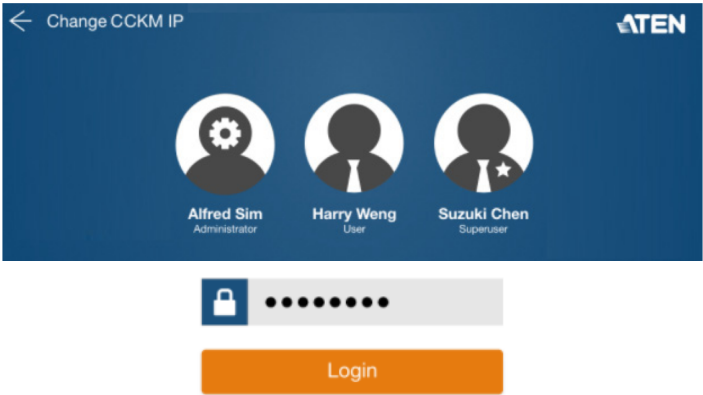 Change CCKM IP
ATEN
Alfred Sim
Harry Weng
Suzuki Chen
Administrator
User
Superuser
Login